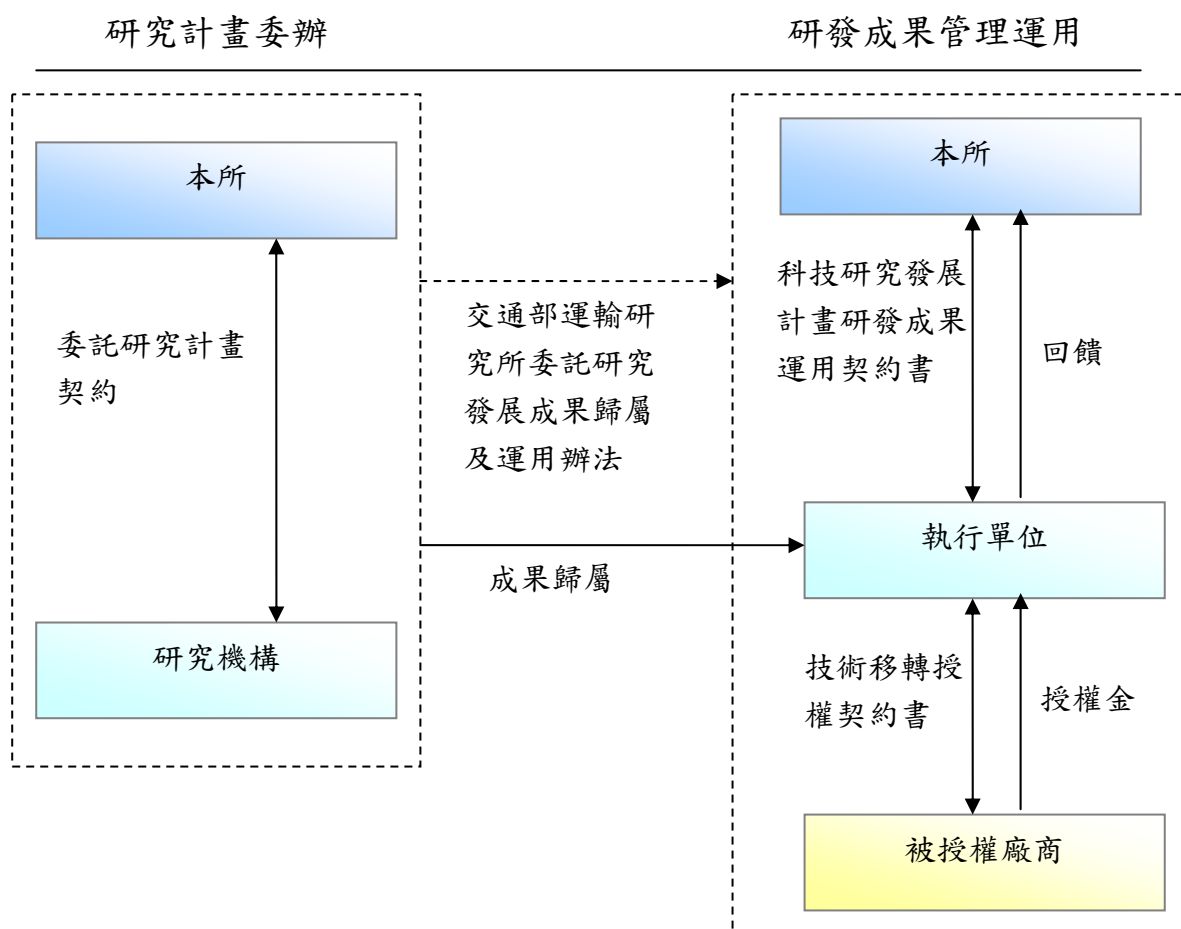 研究計畫委辦
研發成果管理運用
本所
委託研究計畫
契約
研究機構
交通部運輸研
究所委託研究
發展成果歸屬
及運用辦法
成果歸屬
本所
科技研究發展
計畫研發成果
運用契約書
回饋
執行單位
技術移轉授
權契約書
授權金
被授權廠商